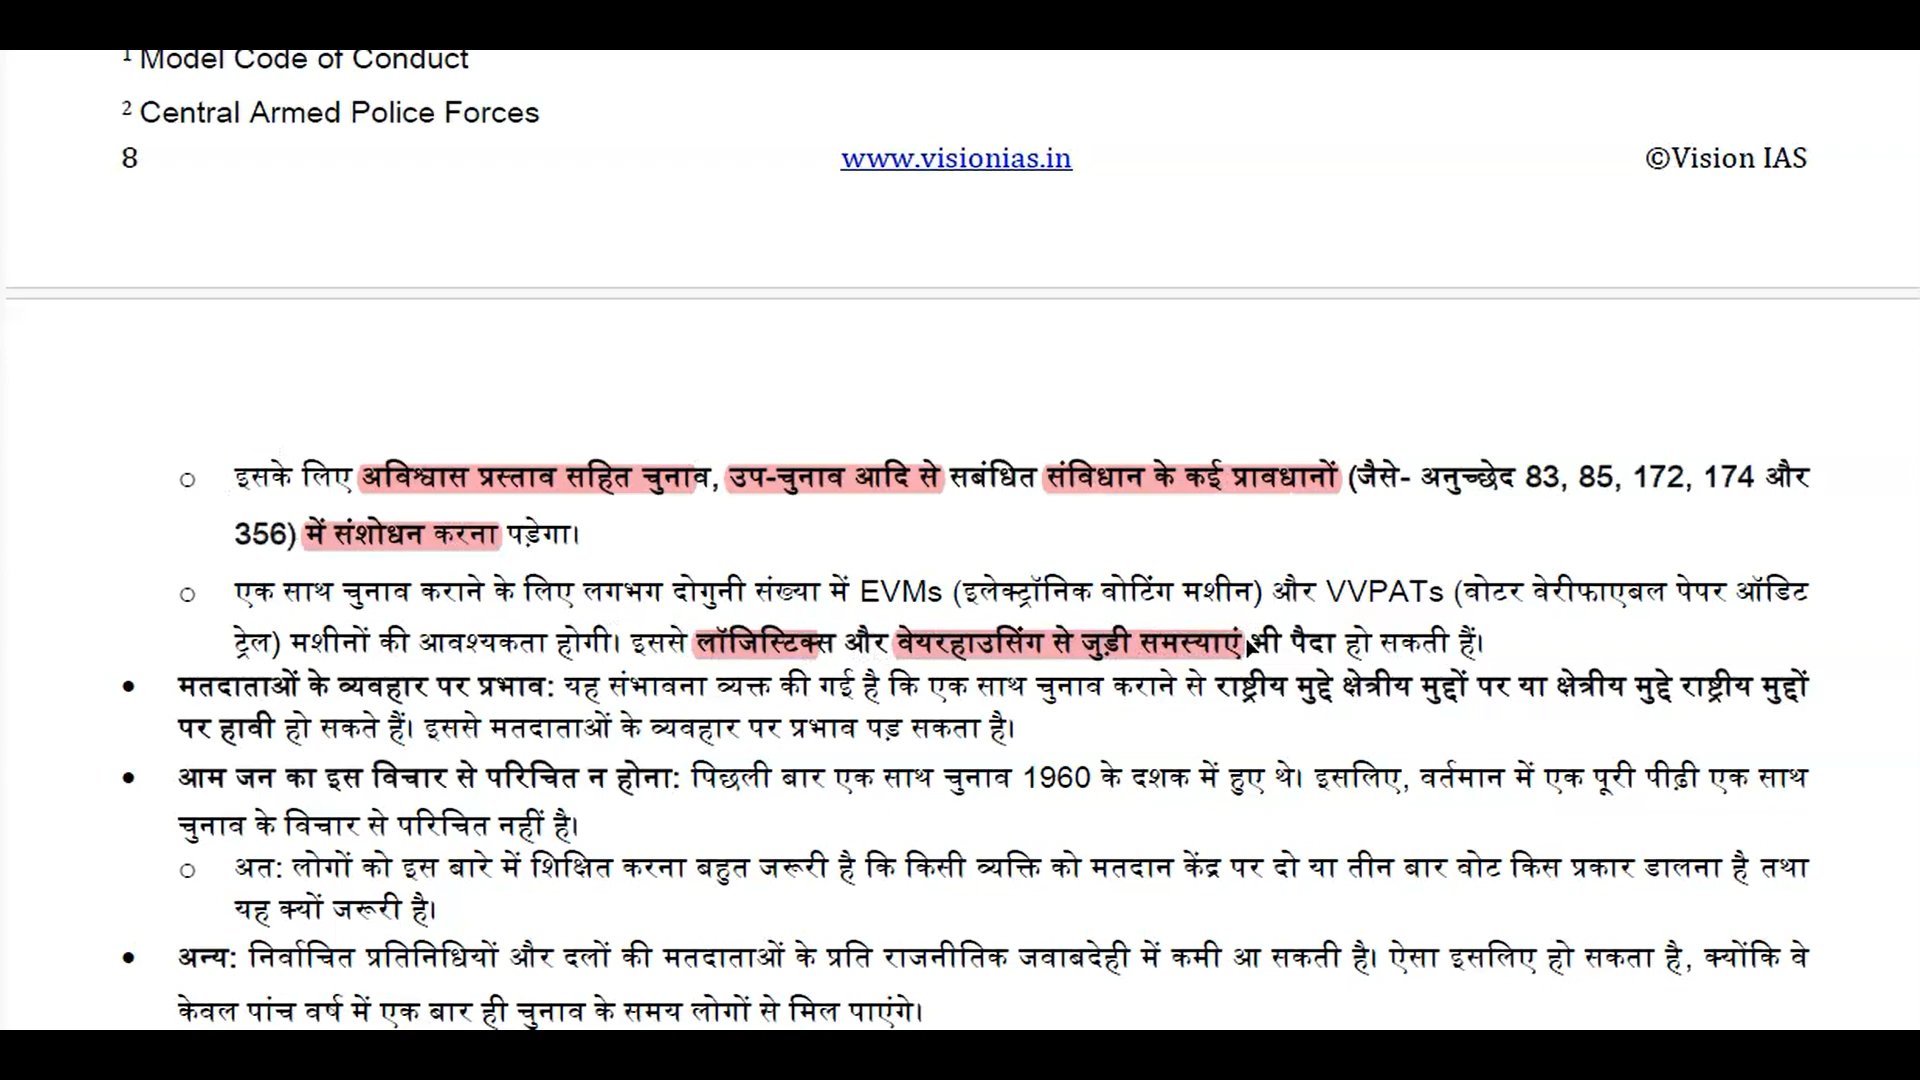 1 Model Code of Conduct
2 Central Armed Police Forces
8 www.visionias.in ©Vision IAS
○ इसके लिए अविश्वास प्रस्ताव सहित चुनाव, उप-चुनाव आदि से सबंधित संविधान के कई प्रावधानों (जैसे- अनुच्छेद 83, 85, 172, 174 और
356) में संशोधन करना पड़ेगा।
○ एक साथ चुनाव कराने के लिए लगभग दोगुनी संख्या में EVMs (इलेक्ट्रॉनिक वोटिंग मशीन) और VVPATs (वोटर वेरीफाएबल पेपर ऑडिट
ट्रेल) मशीनों की आवश्यकता होगी। इससे लॉजिस्टिक्स और वेयरहाउसिंग से जुड़ी समस्याएं भी पैदा हो सकती हैं।
• मतदाताओं के व्यवहार पर प्रभाव: यह संभावना व्यक्त की गई है कि एक साथ चुनाव कराने से राष्ट्रीय मुद्दे क्षेत्रीय मुद्दों पर या क्षेत्रीय मुद्दे राष्ट्रीय मुद्दों
पर हावी हो सकते हैं। इससे मतदाताओं के व्यवहार पर प्रभाव पड़ सकता है।
• आम जन का इस विचार से परिचित न होना: पिछली बार एक साथ चुनाव 1960 के दशक में हुए थे। इसलिए, वर्तमान में एक पूरी पीढ़ी एक साथ
चुनाव के विचार से परिचित नहीं है।
○ अत: लोगों को इस बारे में शिक्षित करना बहुत जरूरी है कि किसी व्यक्ति को मतदान केंद्र पर दो या तीन बार वोट किस प्रकार डालना है तथा
यह क्यों जरूरी है।
• अन्य: निर्वाचित प्रतिनिधियों और दलों की मतदाताओं के प्रति राजनीतिक जवाबदेही में कमी आ सकती है। ऐसा इसलिए हो सकता है, क्योंकि वे
केवल पांच वर्ष में एक बार ही चुनाव के समय लोगों से मिल पाएंगे।